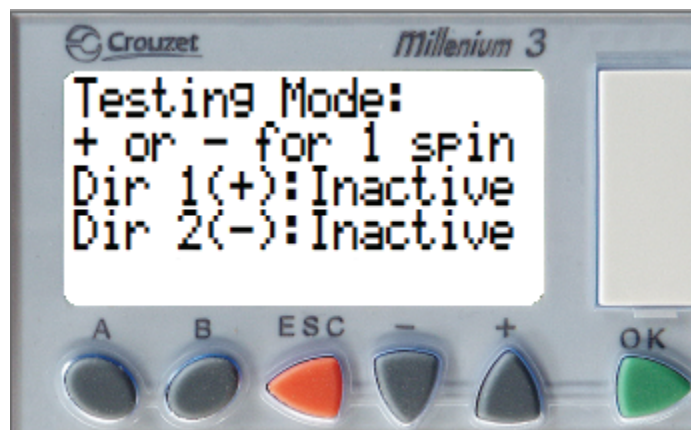 Crouzet Millenium 3
Testing Mode:
+ or - for 1 spin
Dir 1(+):Inactive
Dir 2(-):Inactive
A B ESC - + OK